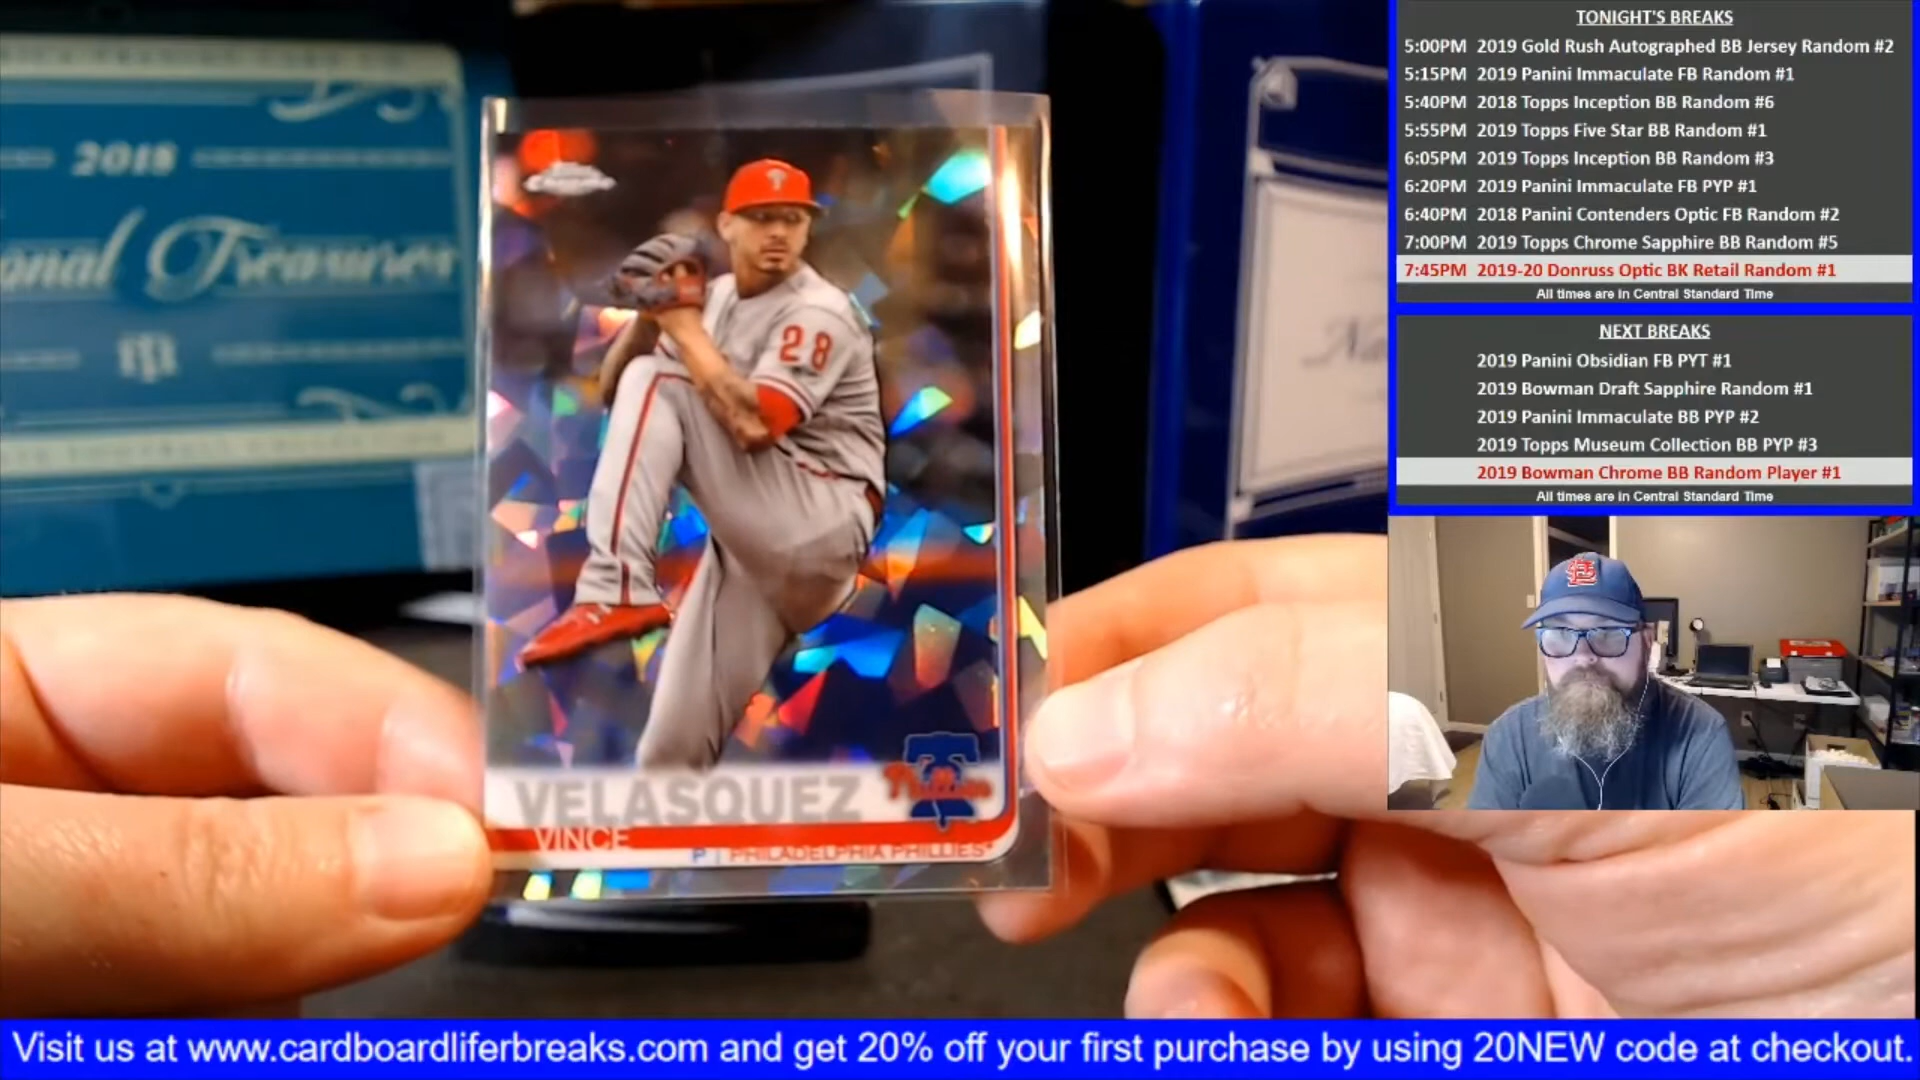 TONIGHT'S BREAKS
5:00PM 2019 Gold Rush Autographed BB Jersey Random #2
5:15PM 2019 Panini Immaculate FB Random #1
5:40PM 2018 Topps Inception BB Random #6
5:55PM 2019 Topps Five Star BB Random #1
6:05PM 2019 Topps Inception BB Random #3
6:20PM 2019 Panini Immaculate FB PYP #1
6:40PM 2018 Panini Contenders Optic FB Random #2
7:00PM 2019 Topps Chrome Sapphire BB Random #5
7:45PM 2019-20 Donruss Optic BK Retail Random #1
All times are in Central Standard Time
NEXT BREAKS
2019 Panini Obsidian FB PYT #1
2019 Bowman Draft Sapphire Random #1
2019 Panini Immaculate BB PYP #2
2019 Topps Museum Collection BB PYP #3
2019 Bowman Chrome BB Random Player #1
All times are in Central Standard Time
2018
onal Treasures
Chrome
P
28
VELASQUEZ
Phillies
VINCE
P | PHILADELPHIA PHILLIES
Visit us at www.cardboardliferbreaks.com and get 20% off your first purchase by using 20NEW code at checkout.